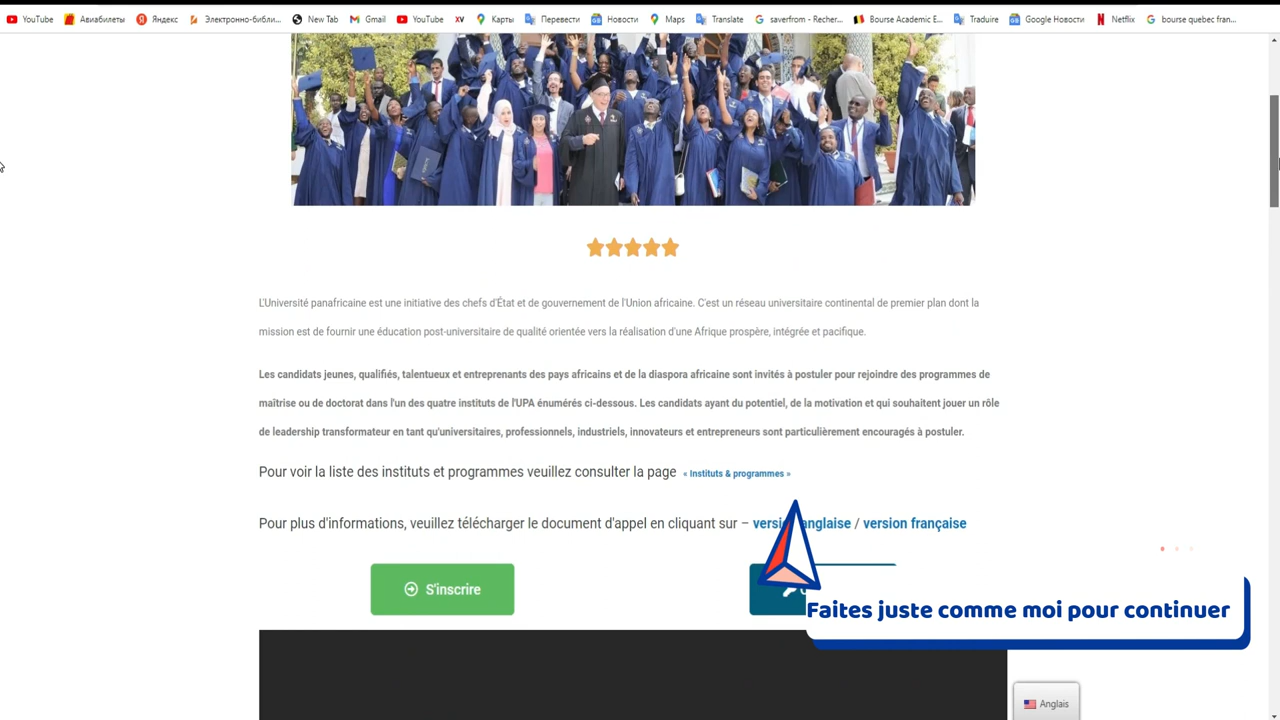 YouTube Авиабилеты Яндекс Электронно-библи... New Tab Gmail YouTube XV Карты Перевести Новости Maps Translate saverfrom - Recher... Bourse Academic E... Traduire Google Новости Netflix bourse quebec fran...
L'Université panafricaine est une initiative des chefs d'État et de gouvernement de l'Union africaine. C'est un réseau universitaire continental de premier plan dont la
mission est de fournir une éducation post-universitaire de qualité orientée vers la réalisation d'une Afrique prospère, intégrée et pacifique.
Les candidats jeunes, qualifiés, talentueux et entreprenants des pays africains et de la diaspora africaine sont invités à postuler pour rejoindre des programmes de
maîtrise ou de doctorat dans l'un des quatre instituts de l'UPA énumérés ci-dessous. Les candidats ayant du potentiel, de la motivation et qui souhaitent jouer un rôle
de leadership transformateur en tant qu'universitaires, professionnels, industriels, innovateurs et entrepreneurs sont particulièrement encouragés à postuler.
Pour voir la liste des instituts et programmes veuillez consulter la page « Instituts & programmes »
Pour plus d'informations, veuillez télécharger le document d'appel en cliquant sur – version anglaise / version française
S'inscrire
Faites juste comme moi pour continuer
Anglais